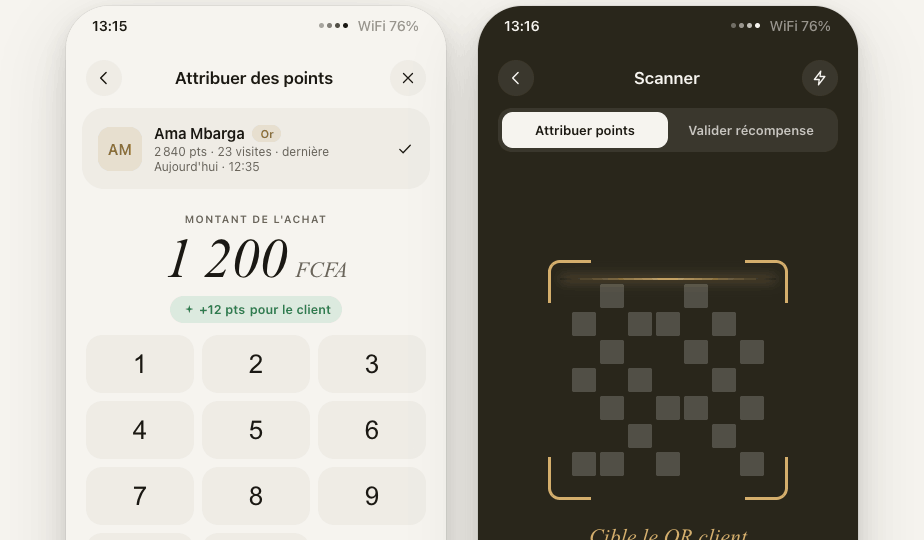 13:15
WiFi 76%
Attribuer des points
AM
Ama Mbarga Or
2 840 pts · 23 visites · dernière
Aujourd'hui · 12:35
MONTANT DE L'ACHAT
1 200 FCFA
+12 pts pour le client
1 2 3
4 5 6
7 8 9
13:16
WiFi 76%
Scanner
Attribuer points
Valider récompense
Cible le QR client